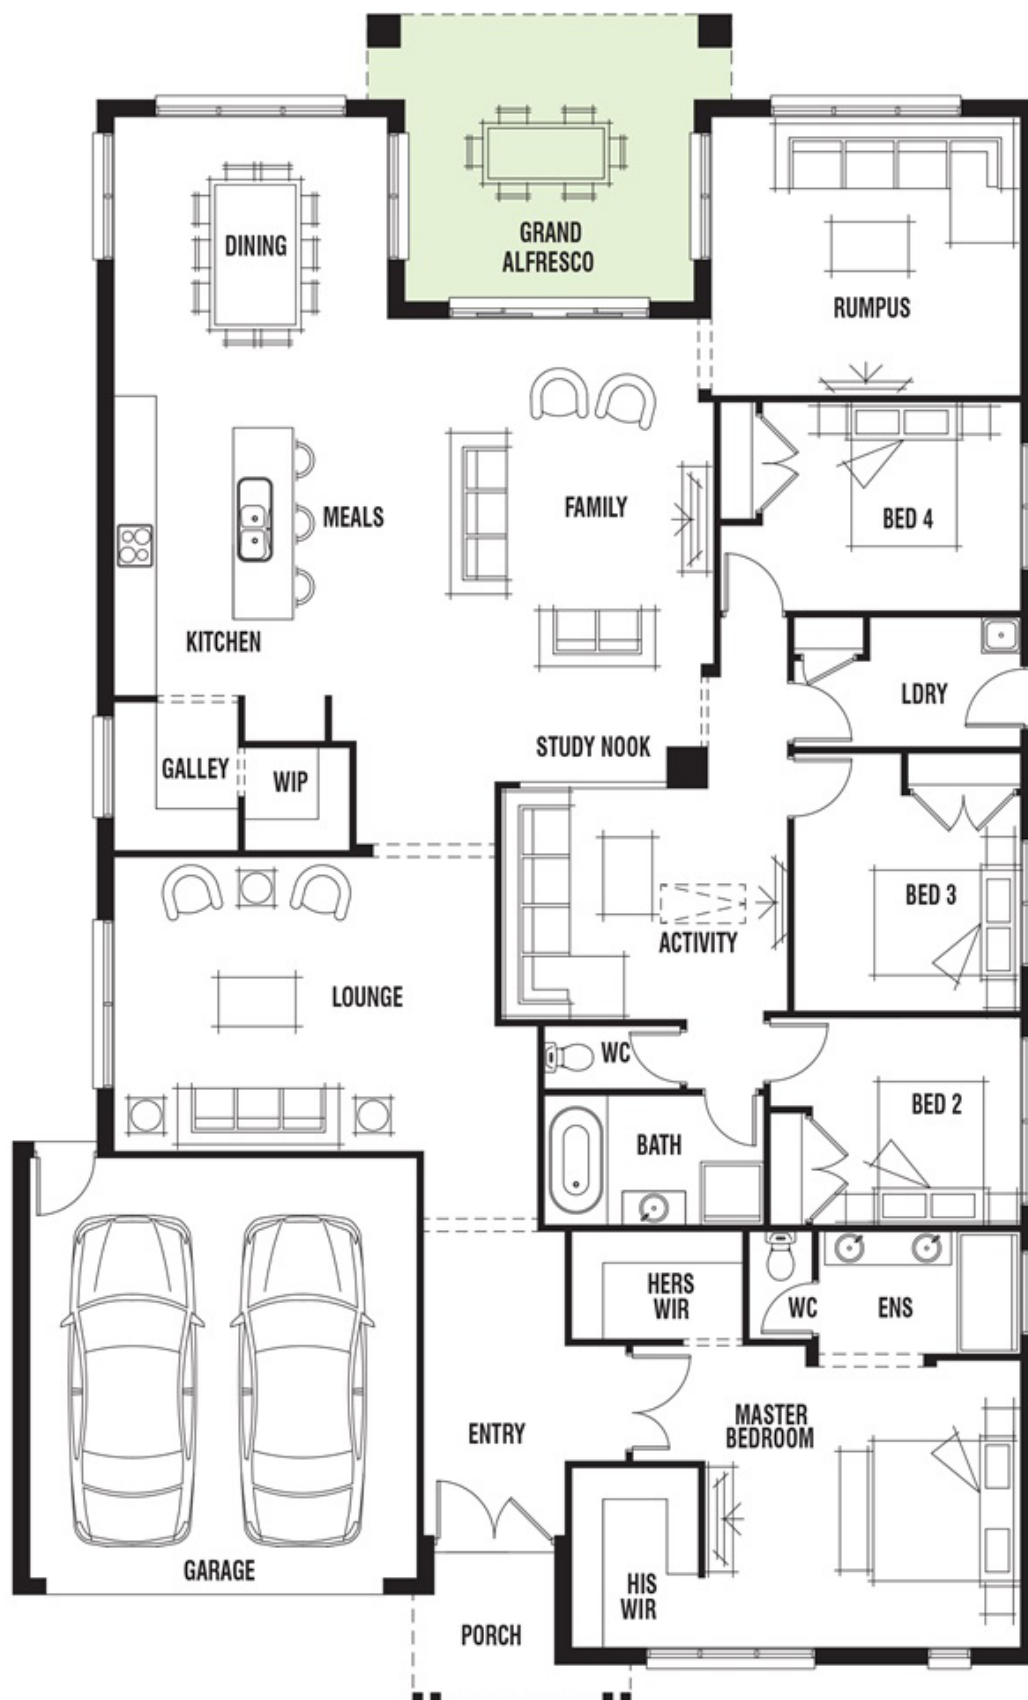 GRAND
ALFRESCO
DINING
RUMPUS
MEALS
FAMILY
BED 4
KITCHEN
LDRY
GALLEY
WIP
STUDY NOOK
BED 3
ACTIVITY
LOUNGE
WC
BED 2
BATH
HERS
WIR
WC
ENS
ENTRY
MASTER
BEDROOM
GARAGE
HIS
WIR
PORCH